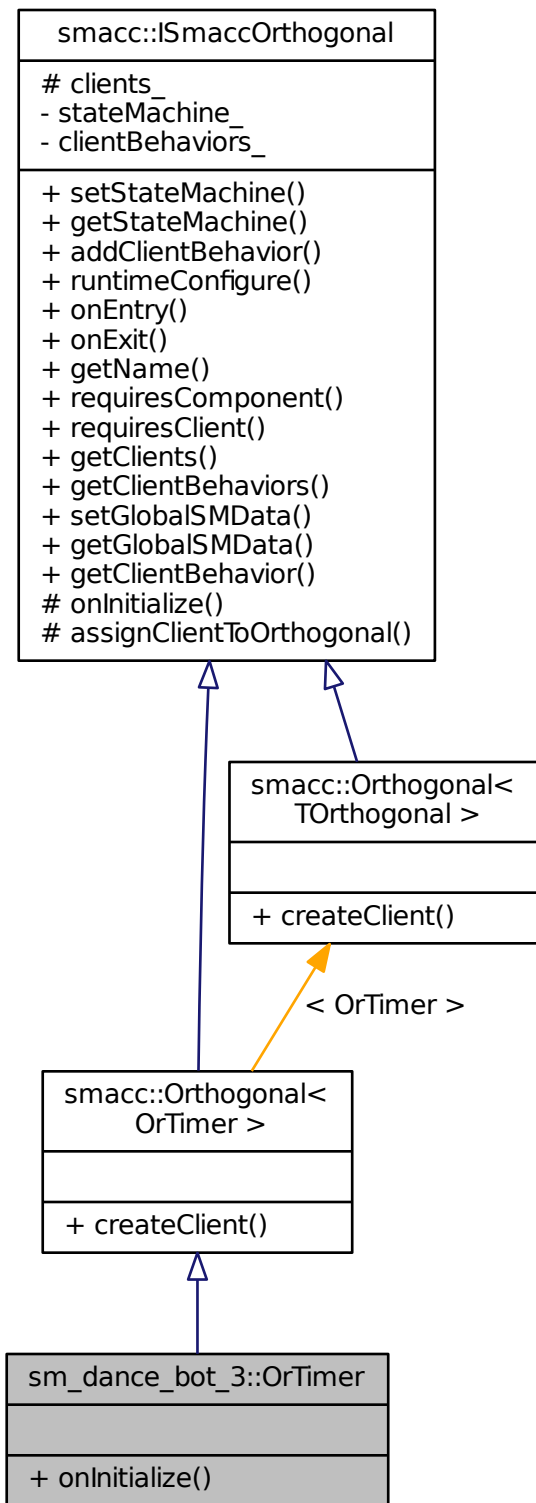 smacc::ISmaccOrthogonal
# clients_
- stateMachine_
- clientBehaviors_
+ setStateMachine()
+ getStateMachine()
+ addClientBehavior()
+ runtimeConfigure()
+ onEntry()
+ onExit()
+ getName()
+ requiresComponent()
+ requiresClient()
+ getClients()
+ getClientBehaviors()
+ setGlobalSMData()
+ getGlobalSMData()
+ getClientBehavior()
# onInitialize()
# assignClientToOrthogonal()
smacc::Orthogonal<
TOrthogonal >
+ createClient()
< OrTimer >
smacc::Orthogonal<
OrTimer >
+ createClient()
sm_dance_bot_3::OrTimer
+ onInitialize()